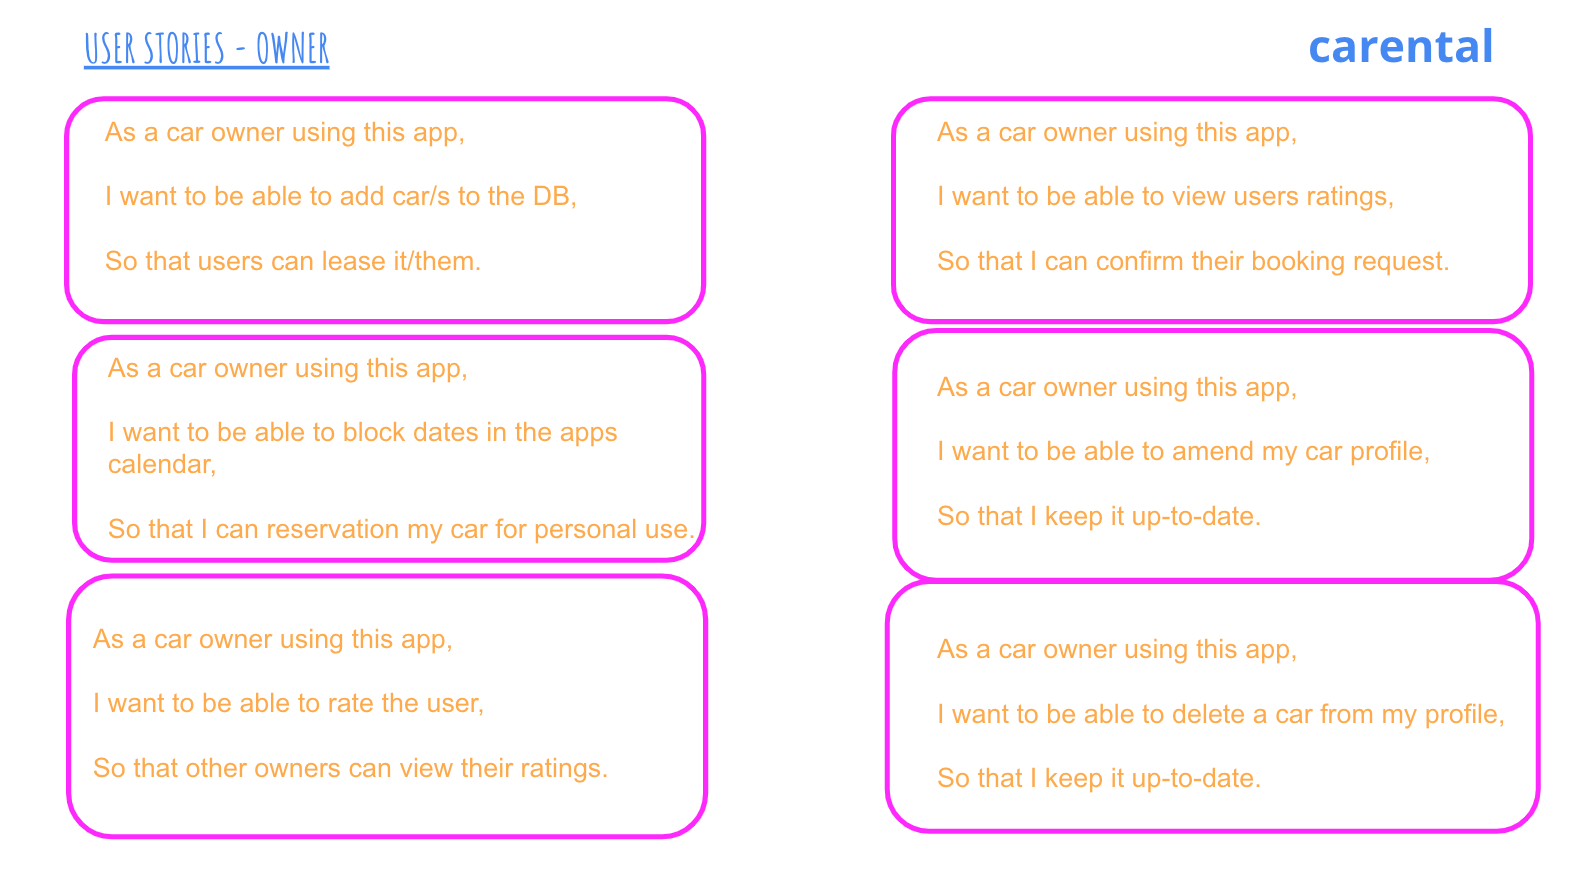 USER STORIES - OWNER
carental
As a car owner using this app,
I want to be able to add car/s to the DB,
So that users can lease it/them.
As a car owner using this app,
I want to be able to block dates in the apps
calendar,
So that I can reservation my car for personal use.
As a car owner using this app,
I want to be able to rate the user,
So that other owners can view their ratings.
As a car owner using this app,
I want to be able to view users ratings,
So that I can confirm their booking request.
As a car owner using this app,
I want to be able to amend my car profile,
So that I keep it up-to-date.
As a car owner using this app,
I want to be able to delete a car from my profile,
So that I keep it up-to-date.